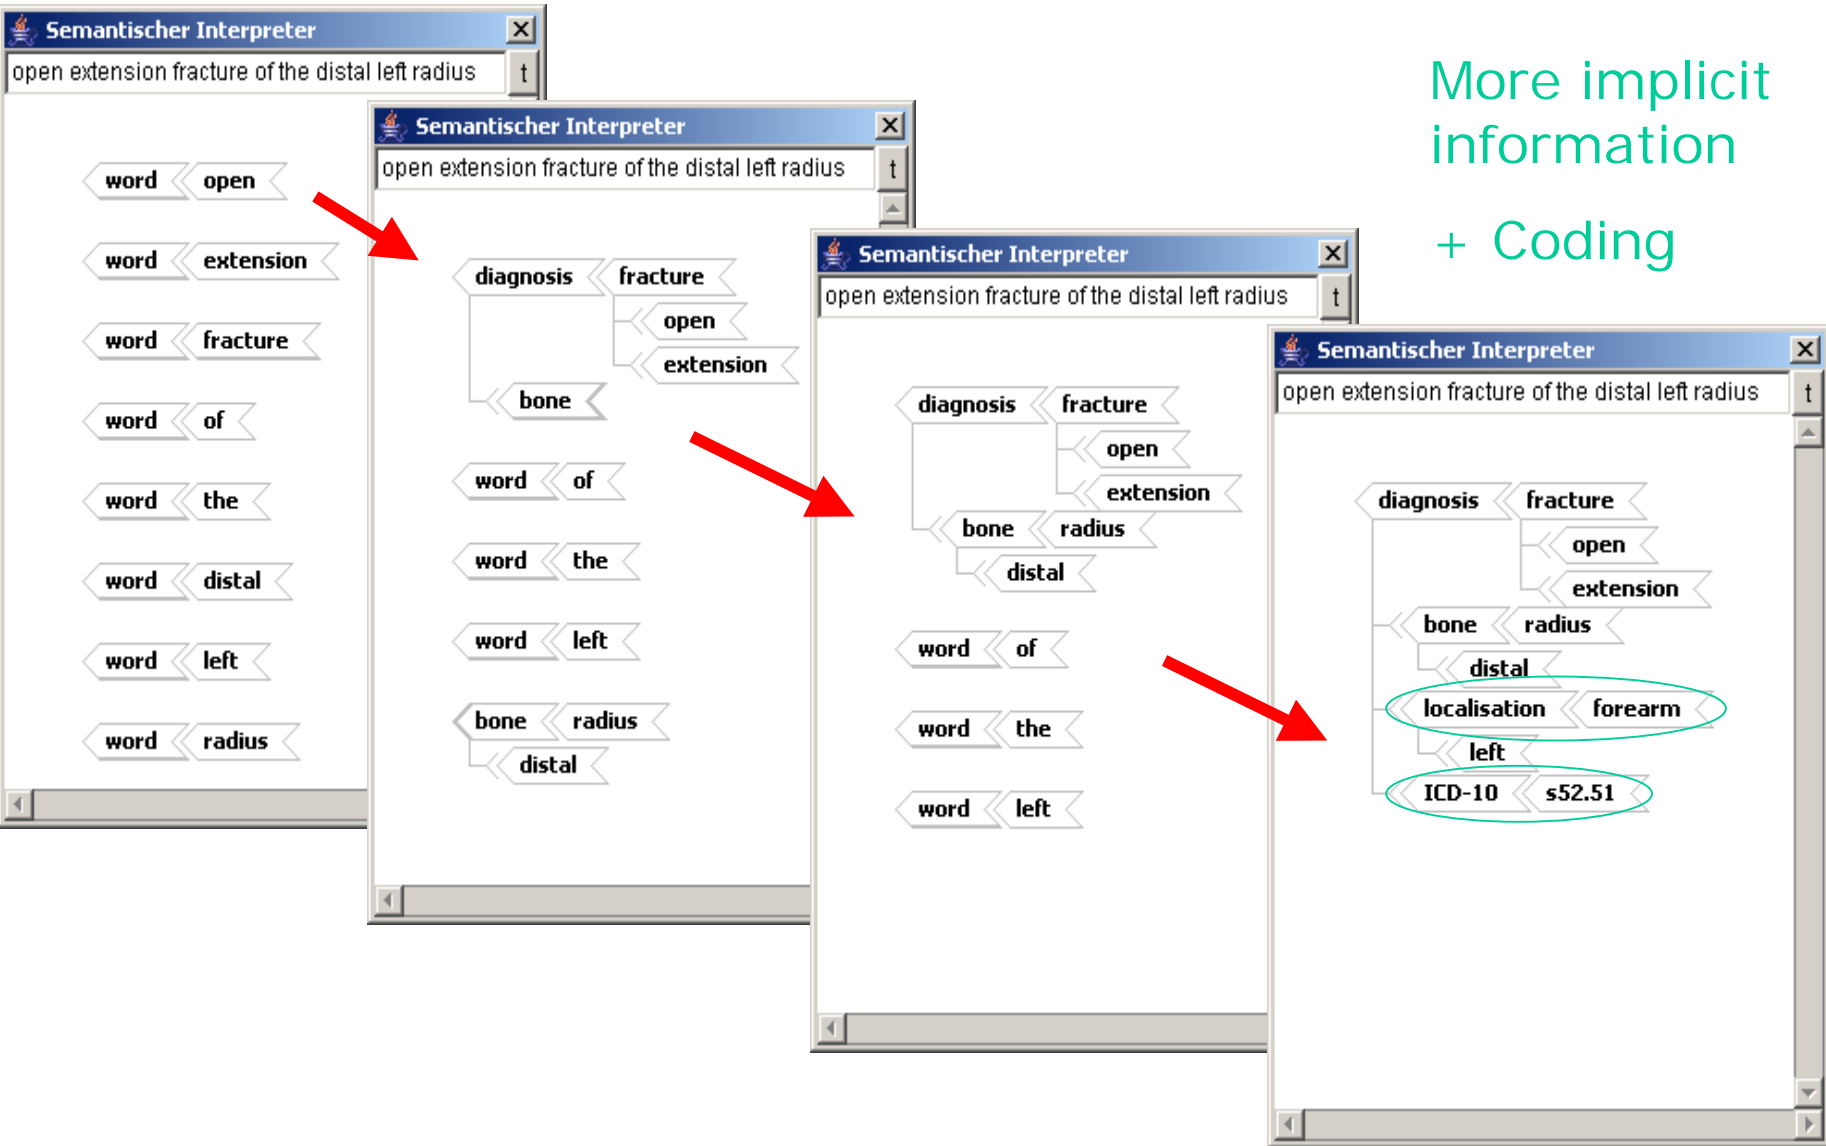 Semantischer Interpreter
open extension fracture of the distal left radius
t
word open
word extension
word fracture
word of
word the
word distal
word left
word radius
Semantischer Interpreter
open extension fracture of the distal left radius
t
diagnosis fracture
open
extension
bone
word of
word the
word left
bone radius
distal
Semantischer Interpreter
open extension fracture of the distal left radius
t
diagnosis fracture
open
extension
bone radius
distal
word of
word the
word left
More implicit
information
+ Coding
Semantischer Interpreter
open extension fracture of the distal left radius
t
diagnosis fracture
open
extension
bone radius
distal
localisation forearm
left
ICD-10 s52.51